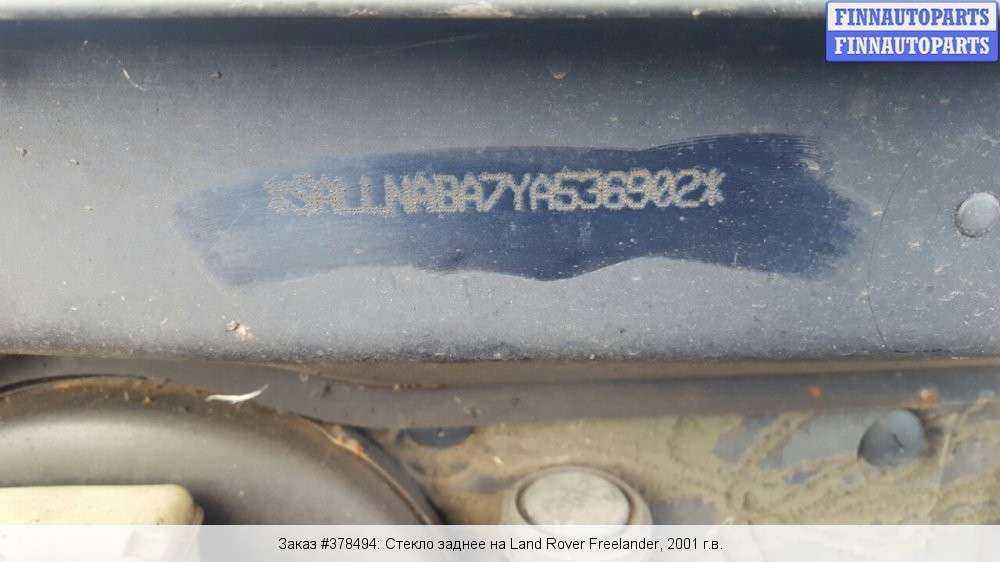 FINNAUTOPARTS
FINNAUTOPARTS
*SALLNABA7YA536902*
Заказ #378494: Стекло заднее на Land Rover Freelander, 2001 г.в.